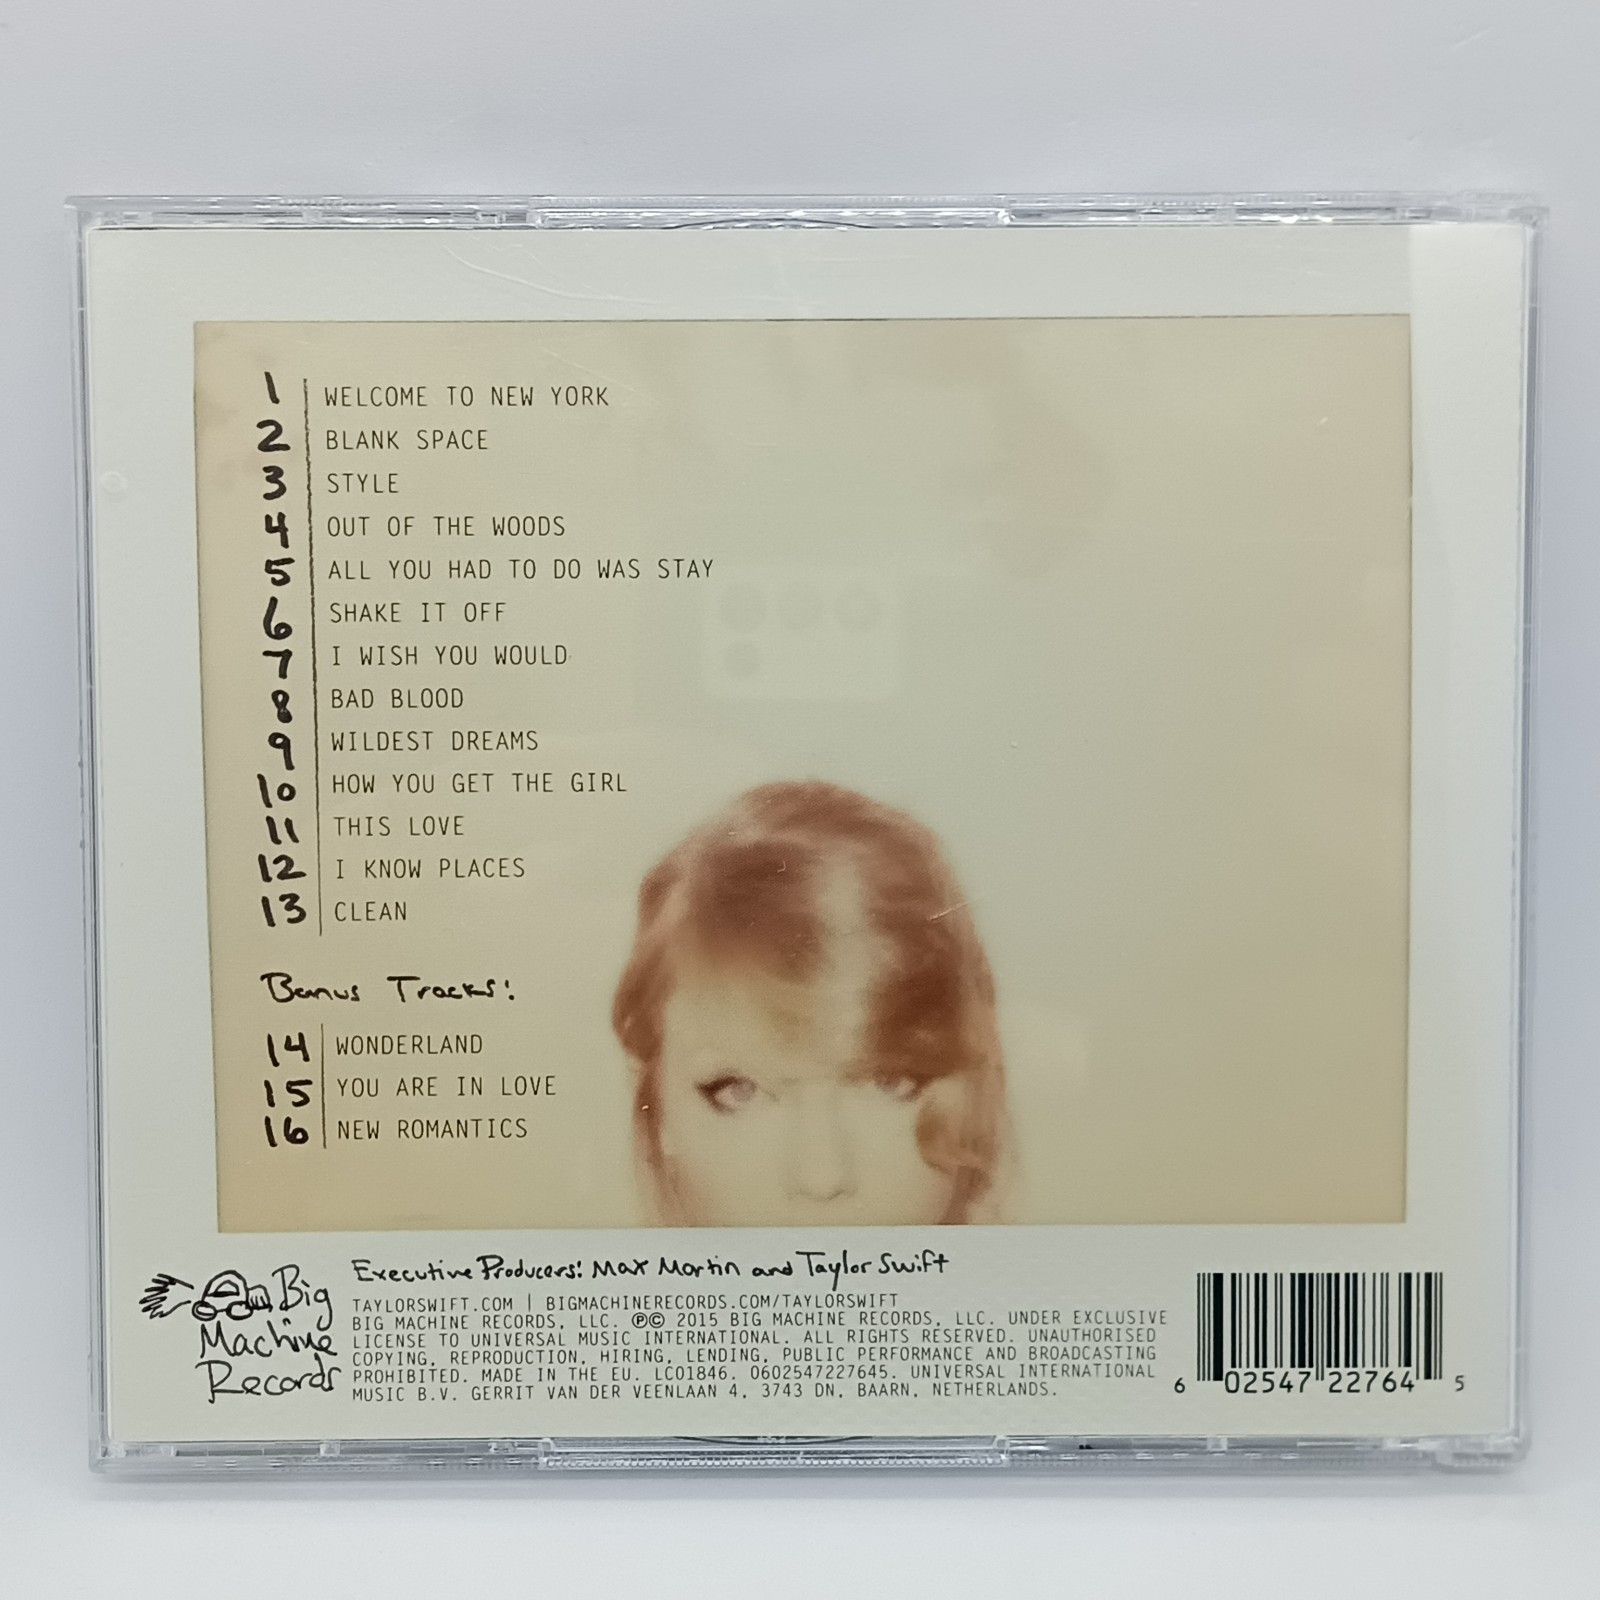 1 WELCOME TO NEW YORK
2 BLANK SPACE
3 STYLE
4 OUT OF THE WOODS
5 ALL YOU HAD TO DO WAS STAY
6 SHAKE IT OFF
7 I WISH YOU WOULD
8 BAD BLOOD
9 WILDEST DREAMS
10 HOW YOU GET THE GIRL
11 THIS LOVE
12 I KNOW PLACES
13 CLEAN
Bonus Tracks:
14 WONDERLAND
15 YOU ARE IN LOVE
16 NEW ROMANTICS
Big
Machine
Records
Executive Producers: Max Martin and Taylor Swift
TAYLORSWIFT.COM | BIGMACHINERECORDS.COM/TAYLORSWIFT
BIG MACHINE RECORDS, LLC. ℗© 2015 BIG MACHINE RECORDS, LLC. UNDER EXCLUSIVE
LICENSE TO UNIVERSAL MUSIC INTERNATIONAL. ALL RIGHTS RESERVED. UNAUTHORISED
COPYING, REPRODUCTION, HIRING, LENDING, PUBLIC PERFORMANCE AND BROADCASTING
PROHIBITED. MADE IN THE EU. LC01846. 0602547227645. UNIVERSAL INTERNATIONAL
MUSIC B.V. GERRIT VAN DER VEENLAAN 4, 3743 DN, BAARN, NETHERLANDS.
6 02547 22764 5